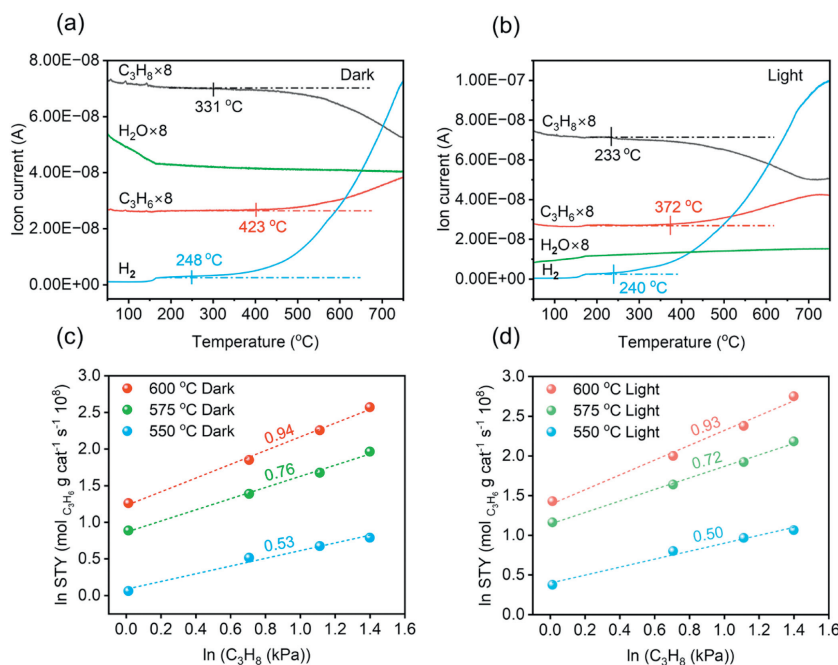 (a)
8.00E-08
6.00E-08
4.00E-08
2.00E-08
0.00E+00
Icon current (A)
C₃H₈×8
Dark
331 °C
H₂O×8
C₃H₆×8
423 °C
248 °C
H₂
100 200 300 400 500 600 700
Temperature (°C)
(b)
1.00E-07
8.00E-08
6.00E-08
4.00E-08
2.00E-08
0.00E+00
Ion current (A)
Light
C₃H₈×8
233 °C
C₃H₆×8
372 °C
H₂O×8
H₂
240 °C
100 200 300 400 500 600 700
Temperature (°C)
(c)
3.0
2.5
2.0
1.5
1.0
0.5
0.0
ln STY (mol C₃H₆ g cat⁻¹ s⁻¹ 10⁸)
600 °C Dark
575 °C Dark
550 °C Dark
0.94
0.76
0.53
0.0 0.2 0.4 0.6 0.8 1.0 1.2 1.4 1.6
ln (C₃H₈ (kPa))
(d)
3.0
2.5
2.0
1.5
1.0
0.5
0.0
ln STY (mol C₃H₆ g cat⁻¹ s⁻¹ 10⁸)
600 °C Light
575 °C Light
550 °C Light
0.93
0.72
0.50
0.0 0.2 0.4 0.6 0.8 1.0 1.2 1.4 1.6
ln (C₃H₈ (kPa))